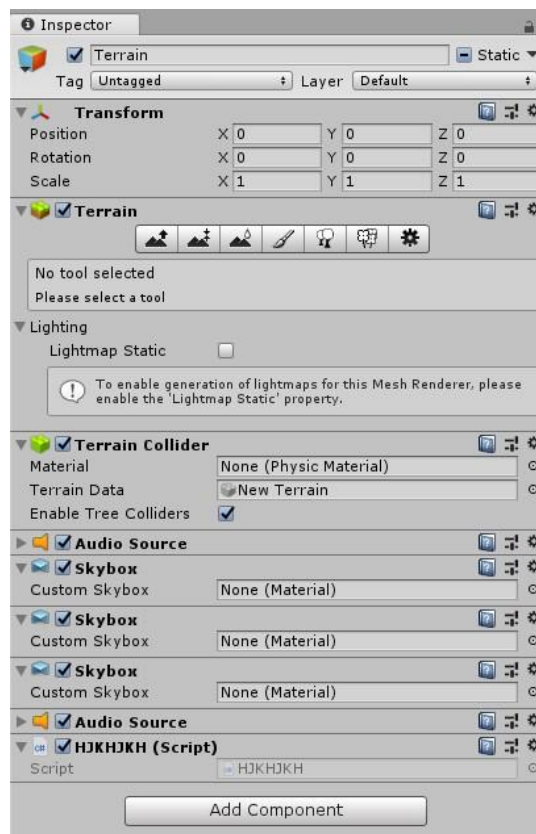 Inspector
Terrain Static
Tag Untagged Layer Default
Transform
Position X 0 Y 0 Z 0
Rotation X 0 Y 0 Z 0
Scale X 1 Y 1 Z 1
Terrain
No tool selected
Please select a tool
Lighting
Lightmap Static
To enable generation of lightmaps for this Mesh Renderer, please
enable the 'Lightmap Static' property.
Terrain Collider
Material None (Physic Material)
Terrain Data New Terrain
Enable Tree Colliders
Audio Source
Skybox
Custom Skybox None (Material)
Skybox
Custom Skybox None (Material)
Skybox
Custom Skybox None (Material)
Audio Source
c# HJKHJKH (Script)
Script HJKHJKH
Add Component